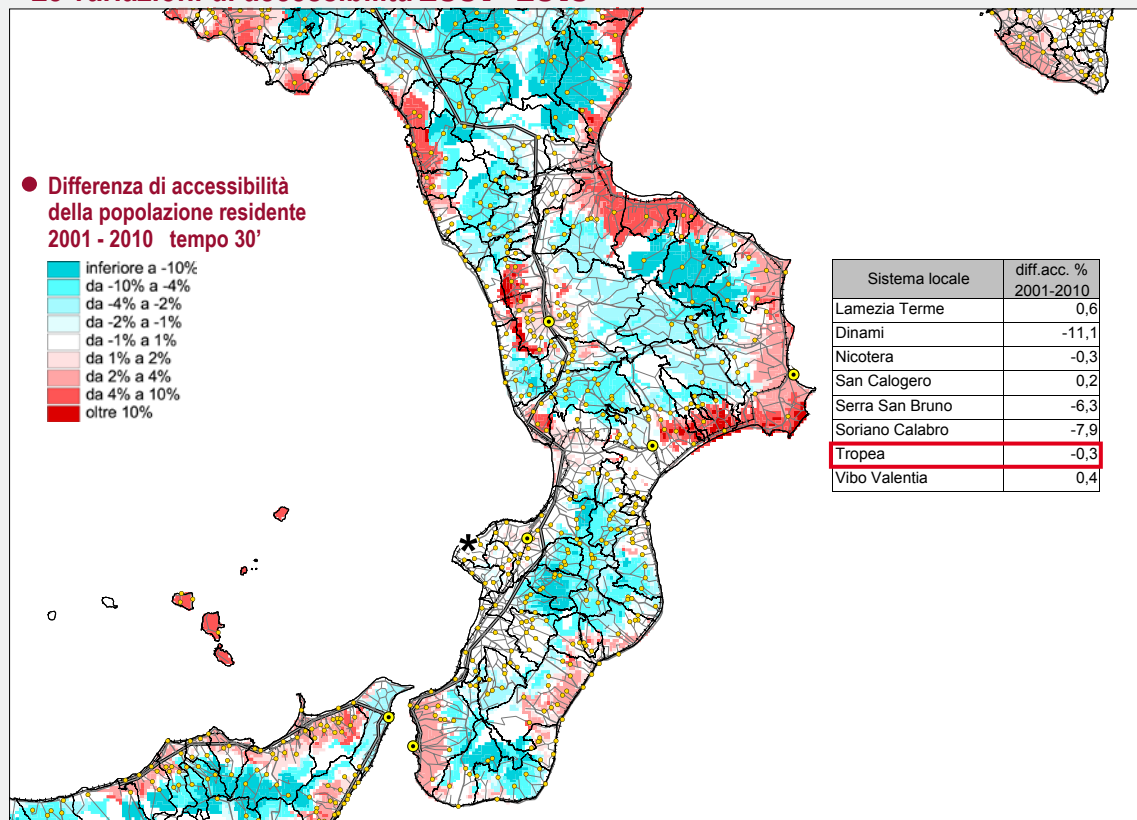 ● Differenza di accessibilità
della popolazione residente
2001 - 2010 tempo 30'
inferiore a -10%
da -10% a -4%
da -4% a -2%
da -2% a -1%
da -1% a 1%
da 1% a 2%
da 2% a 4%
da 4% a 10%
oltre 10%
Sistema locale diff.acc. %
2001-2010
Lamezia Terme 0,6
Dinami -11,1
Nicotera -0,3
San Calogero 0,2
Serra San Bruno -6,3
Soriano Calabro -7,9
Tropea -0,3
Vibo Valentia 0,4
*